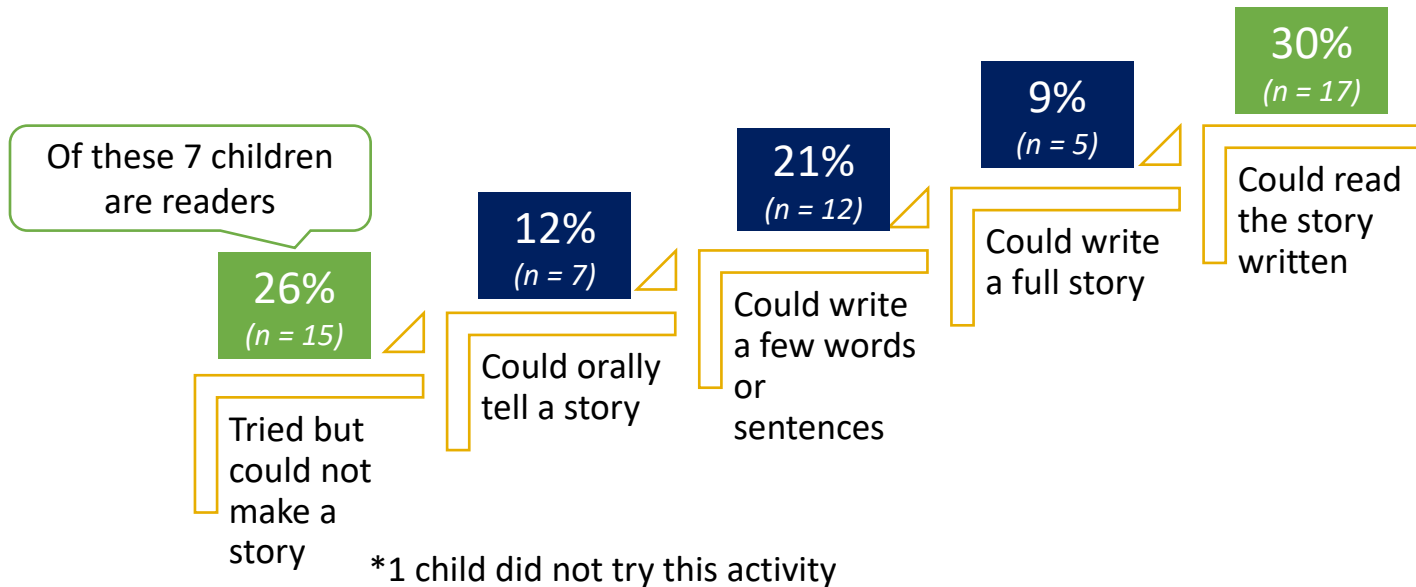 Of these 7 children
are readers
26%
(n = 15)
Tried but
could not
make a
story
12%
(n = 7)
Could orally
tell a story
21%
(n = 12)
Could write
a few words
or
sentences
9%
(n = 5)
Could write
a full story
30%
(n = 17)
Could read
the story
written
*1 child did not try this activity